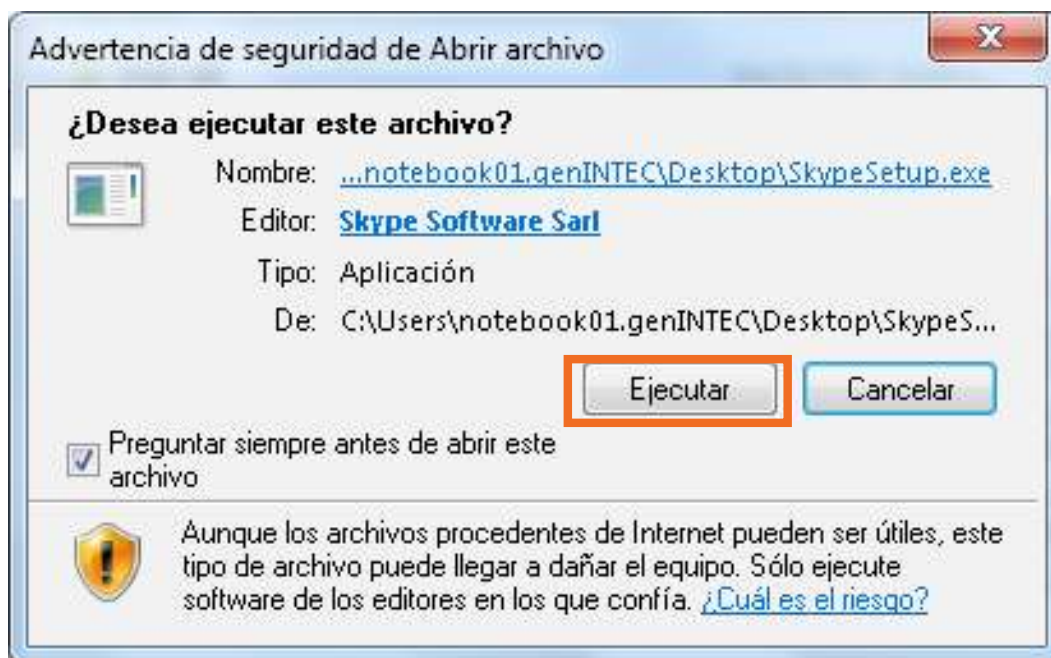 Advertencia de seguridad de Abrir archivo
¿Desea ejecutar este archivo?
Nombre: ...notebook01.genINTEC\Desktop\SkypeSetup.exe
Editor: Skype Software Sarl
Tipo: Aplicación
De: C:\Users\notebook01.genINTEC\Desktop\SkypeS...
Ejecutar Cancelar
Preguntar siempre antes de abrir este
archivo
Aunque los archivos procedentes de Internet pueden ser útiles, este
tipo de archivo puede llegar a dañar el equipo. Sólo ejecute
software de los editores en los que confía. ¿Cuál es el riesgo?